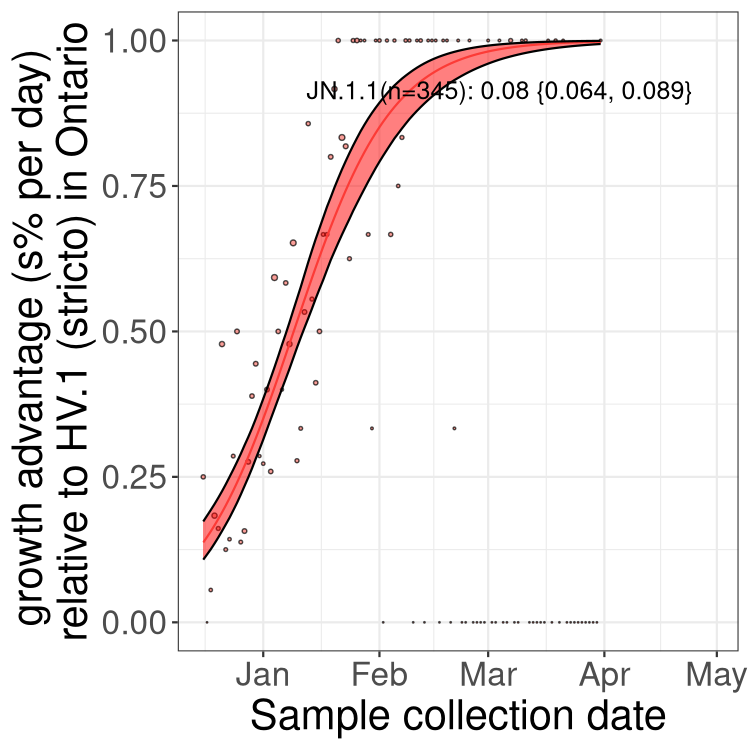 growth advantage (s% per day)
relative to HV.1 (stricto) in Ontario
1.00
0.75
0.50
0.25
0.00
JN.1.1(n=345): 0.08 {0.064, 0.089}
Jan Feb Mar Apr May
Sample collection date